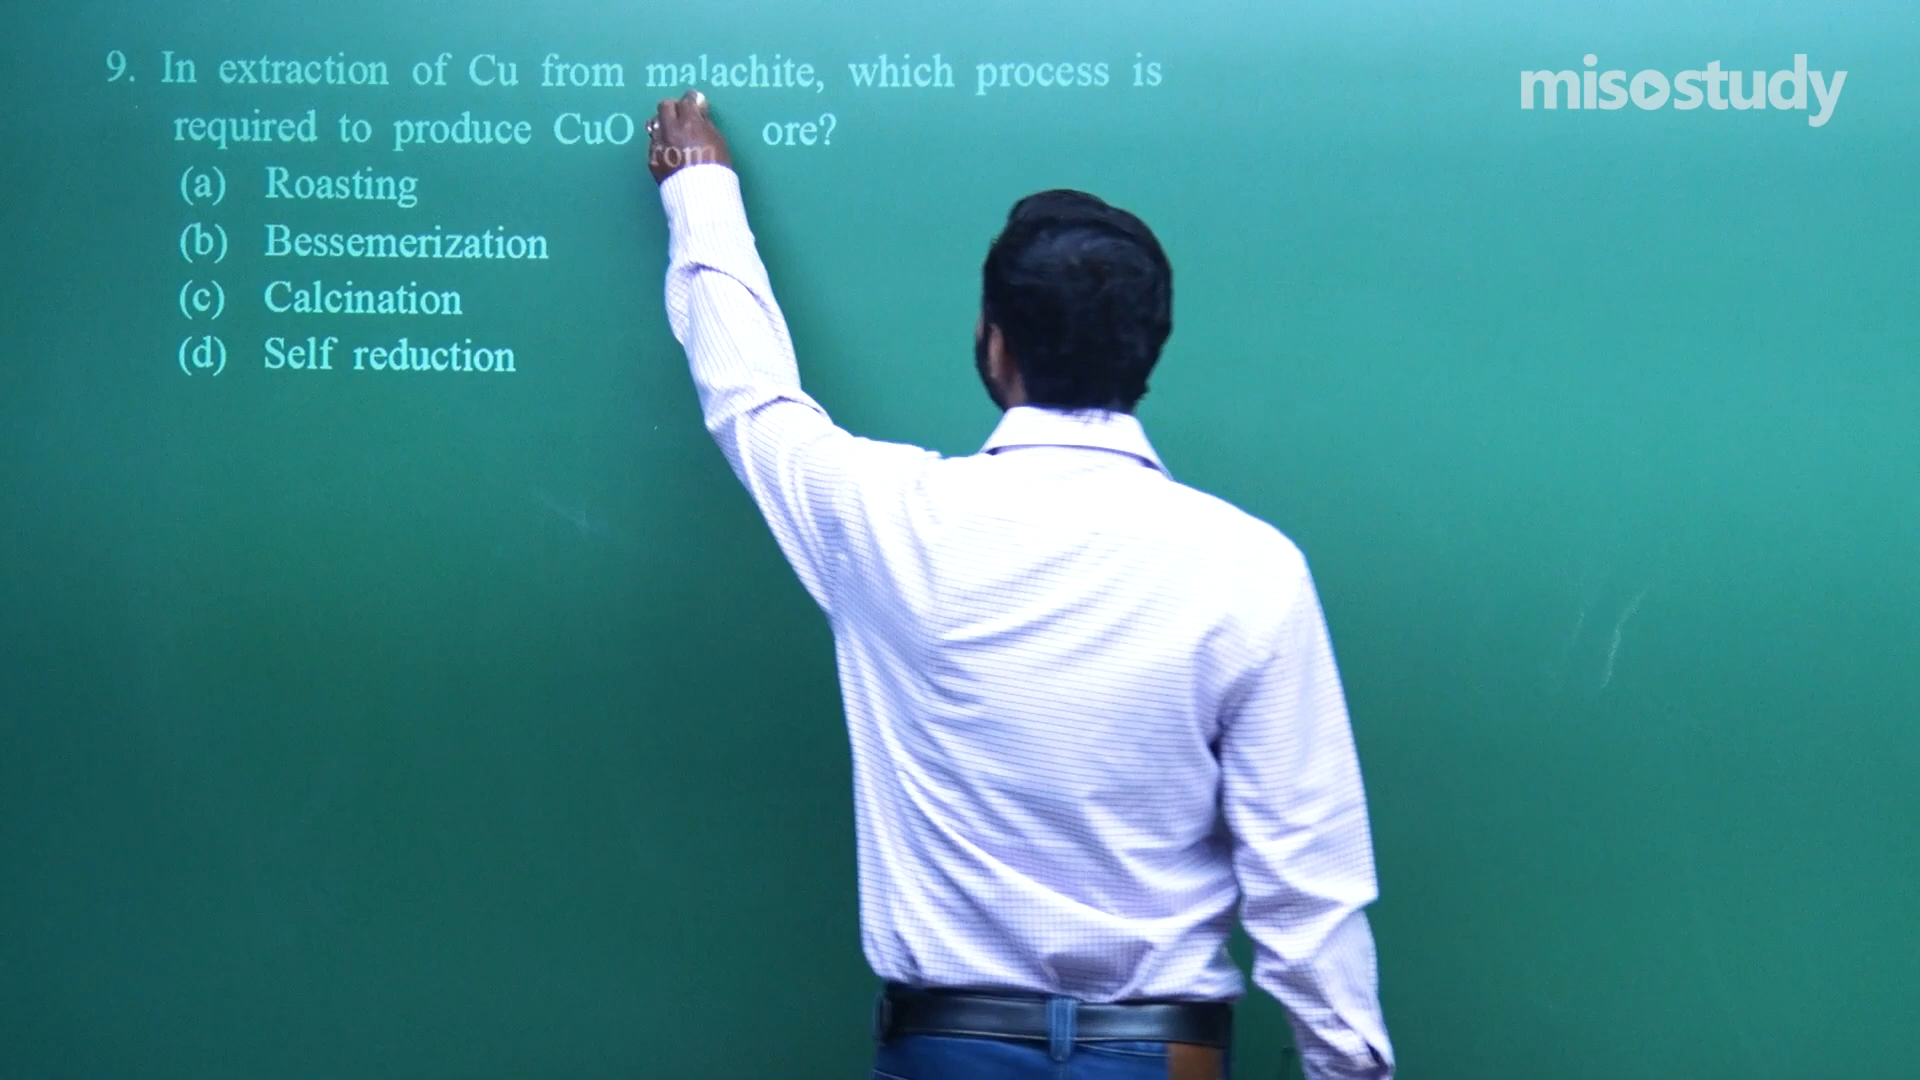 9. In extraction of Cu from malachite, which process is
required to produce CuO from ore?
(a) Roasting
(b) Bessemerization
(c) Calcination
(d) Self reduction
misostudy